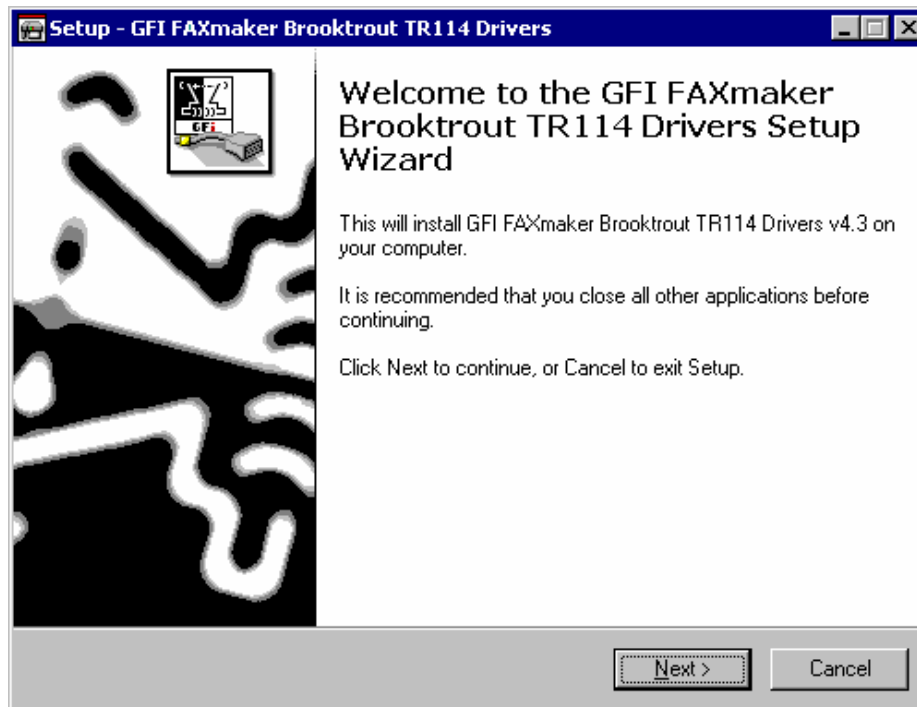 Setup - GFI FAXmaker Brooktrout TR114 Drivers
GFi
Welcome to the GFI FAXmaker
Brooktrout TR114 Drivers Setup
Wizard
This will install GFI FAXmaker Brooktrout TR114 Drivers v4.3 on
your computer.
It is recommended that you close all other applications before
continuing.
Click Next to continue, or Cancel to exit Setup.
Next >
Cancel